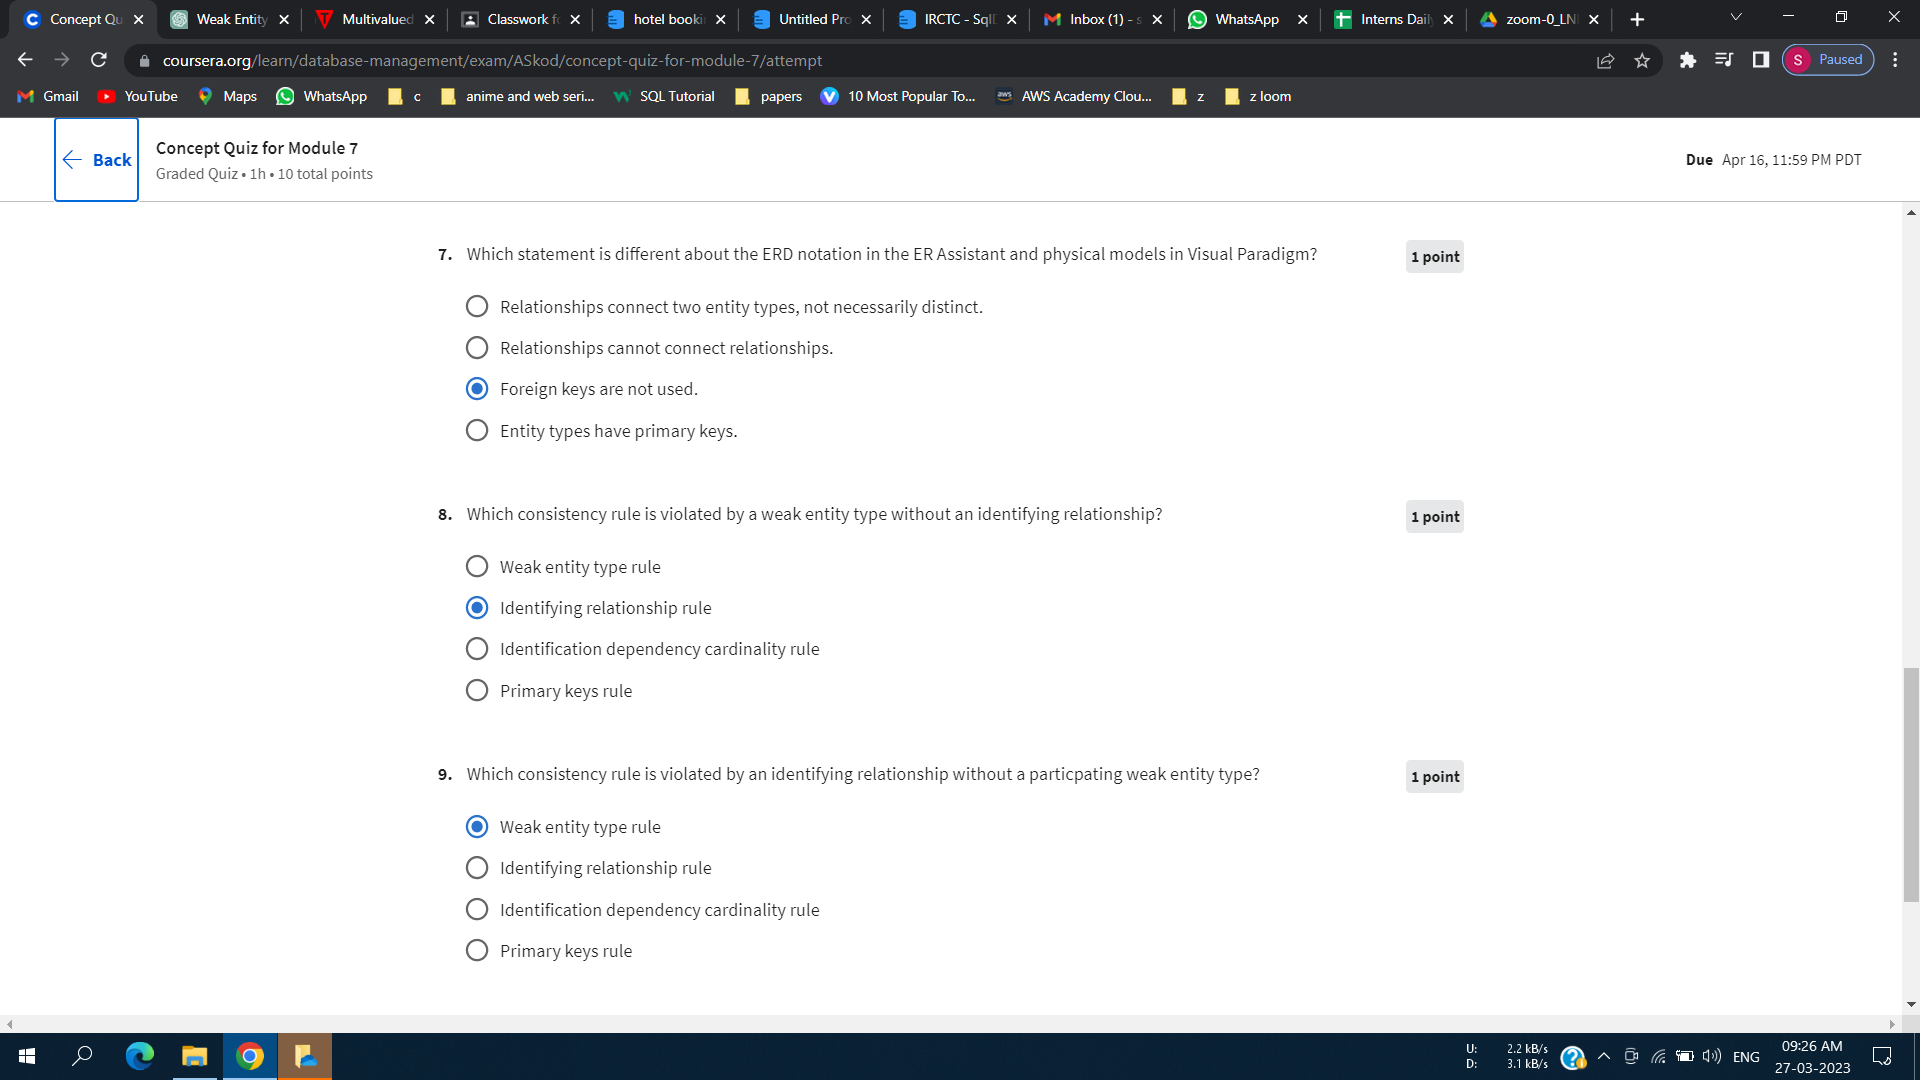 Concept Qu
Weak Entity
Multivalued
Classwork f
hotel booki
Untitled Pro
IRCTC - Sql
Inbox (1) - s
WhatsApp
Interns Dail
zoom-0_LN
coursera.org/learn/database-management/exam/ASkod/concept-quiz-for-module-7/attempt
S Paused
Gmail
YouTube
Maps
WhatsApp
c
anime and web seri...
SQL Tutorial
papers
10 Most Popular To...
AWS Academy Clou...
z
z loom
Back
Concept Quiz for Module 7
Graded Quiz • 1h • 10 total points
Due Apr 16, 11:59 PM PDT
7. Which statement is different about the ERD notation in the ER Assistant and physical models in Visual Paradigm?
1 point
Relationships connect two entity types, not necessarily distinct.
Relationships cannot connect relationships.
Foreign keys are not used.
Entity types have primary keys.
8. Which consistency rule is violated by a weak entity type without an identifying relationship?
1 point
Weak entity type rule
Identifying relationship rule
Identification dependency cardinality rule
Primary keys rule
9. Which consistency rule is violated by an identifying relationship without a particpating weak entity type?
1 point
Weak entity type rule
Identifying relationship rule
Identification dependency cardinality rule
Primary keys rule
U: 2.2 kB/s
D: 3.1 kB/s
ENG
09:26 AM
27-03-2023